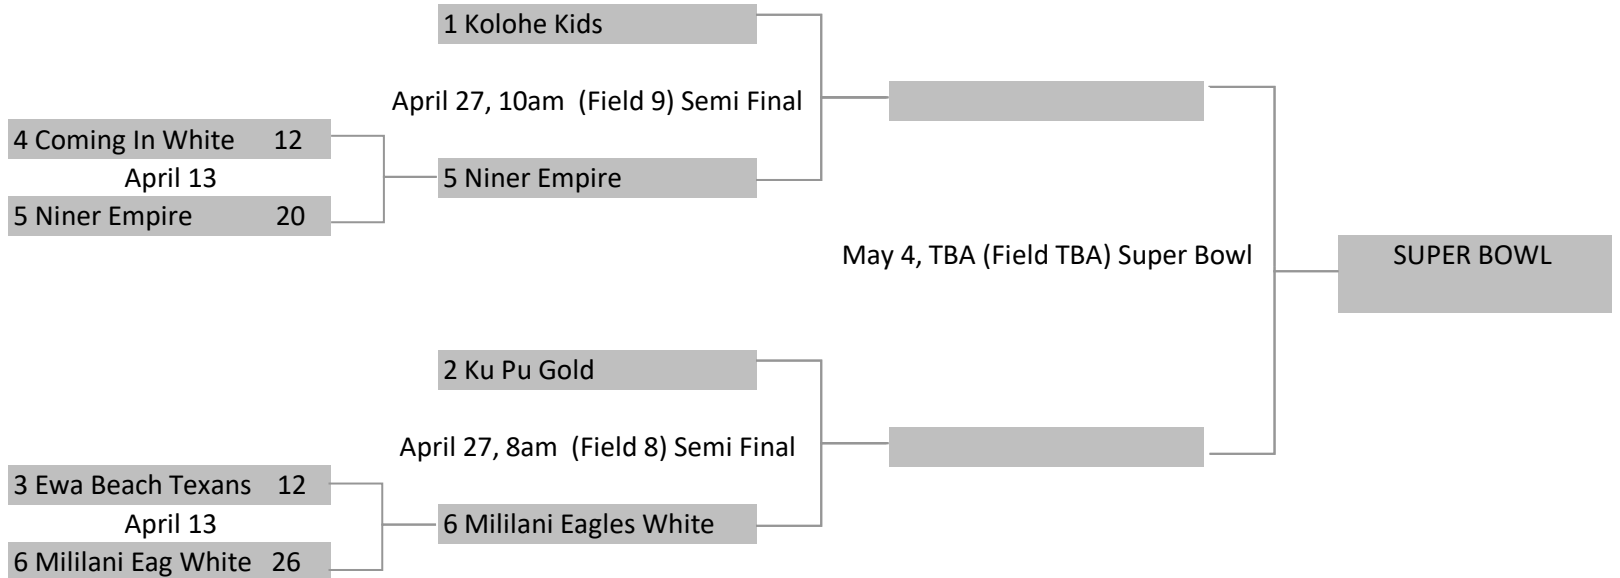 1 Kolohe Kids
April 27, 10am (Field 9) Semi Final
4 Coming In White 12
April 13
5 Niner Empire
5 Niner Empire 20
May 4, TBA (Field TBA) Super Bowl
SUPER BOWL
2 Ku Pu Gold
April 27, 8am (Field 8) Semi Final
3 Ewa Beach Texans 12
April 13
6 Mililani Eagles White
6 Mililani Eag White 26